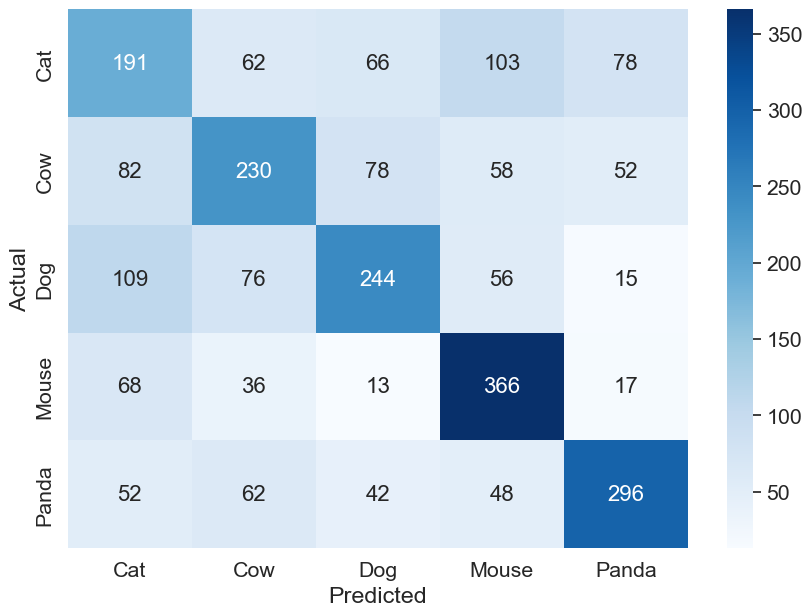 Cat 191 62 66 103 78
Cow 82 230 78 58 52
Dog 109 76 244 56 15
Mouse 68 36 13 366 17
Panda 52 62 42 48 296
Cat Cow Dog Mouse Panda
Predicted
Actual
350
300
250
200
150
100
50